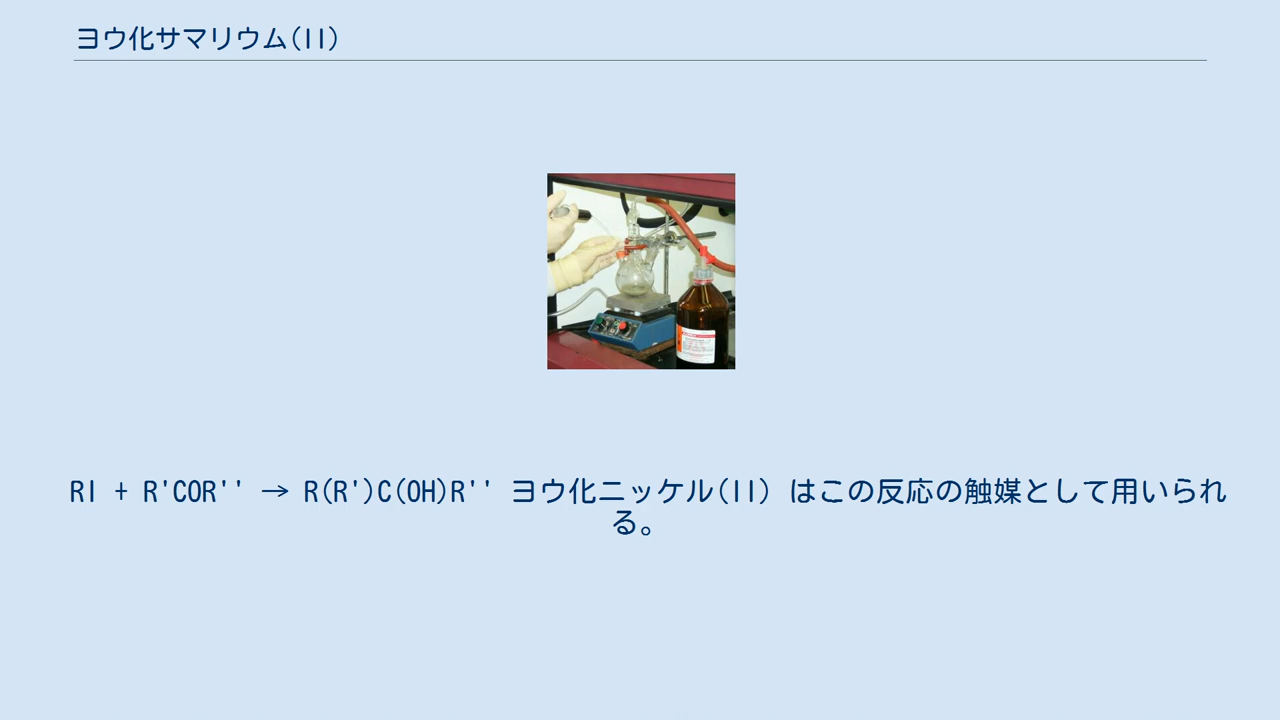 ヨウ化サマリウム(II)
RI + R'COR'' → R(R')C(OH)R'' ヨウ化ニッケル(II) はこの反応の触媒として用いられ
る。